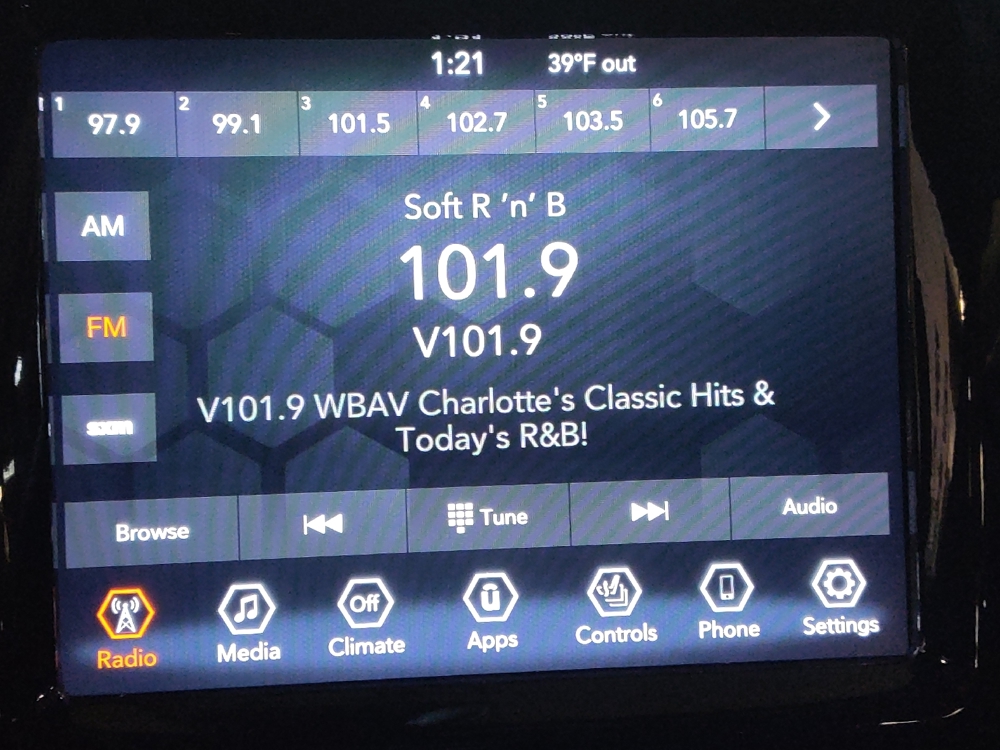 1:21 39°F out
1 97.9 2 99.1 3 101.5 4 102.7 5 103.5 6 105.7
Soft R 'n' B
AM
101.9
FM
V101.9
V101.9 WBAV Charlotte's Classic Hits &
Today's R&B!
sxm
Browse Tune Audio
Off
Radio Media Climate Apps Controls Phone Settings